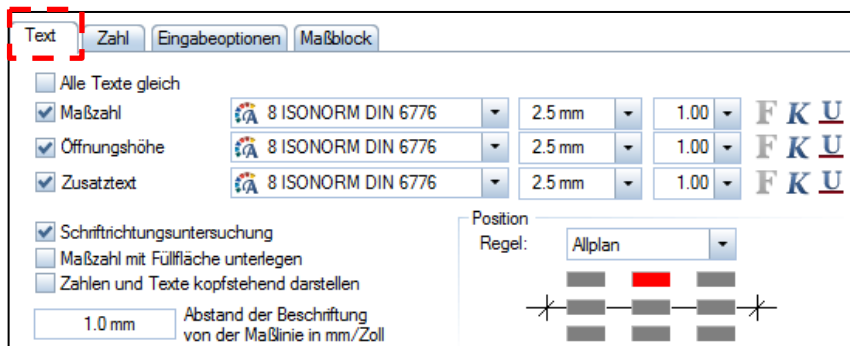 Text Zahl Eingabeoptionen Maßblock
Alle Texte gleich
Maßzahl 8 ISONORM DIN 6776 2.5 mm 1.00 F K U
Öffnungshöhe 8 ISONORM DIN 6776 2.5 mm 1.00 F K U
Zusatztext 8 ISONORM DIN 6776 2.5 mm 1.00 F K U
Schriftrichtungsuntersuchung
Maßzahl mit Füllfläche unterlegen
Zahlen und Texte kopfstehend darstellen
1.0 mm Abstand der Beschriftung
von der Maßlinie in mm/Zoll
Position
Regel: Allplan